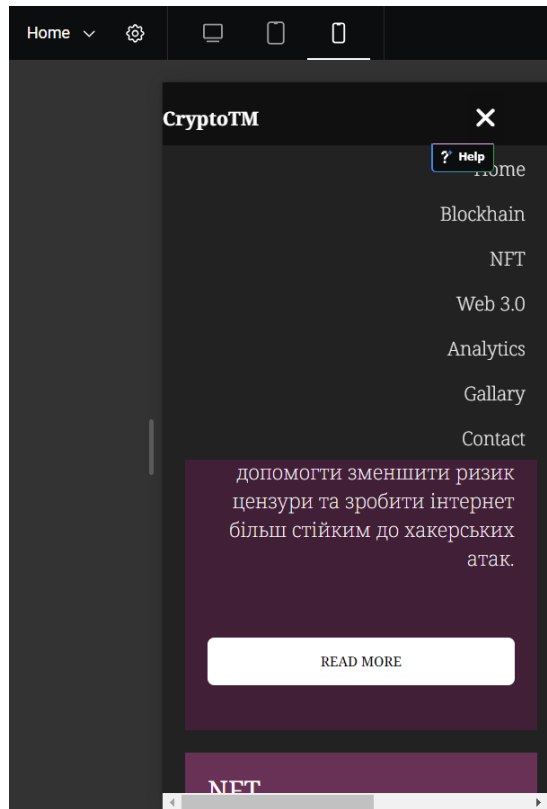 Home
CryptoTM
? Help
Home
Blockhain
NFT
Web 3.0
Analytics
Gallary
Contact
допомогти зменшити ризик
цензури та зробити інтернет
більш стійким до хакерських
атак.
READ MORE
NFT